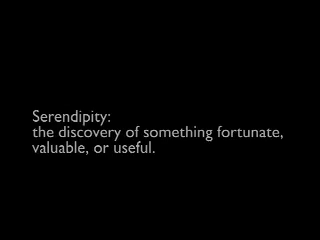 Serendipity:
the discovery of something fortunate,
valuable, or useful.